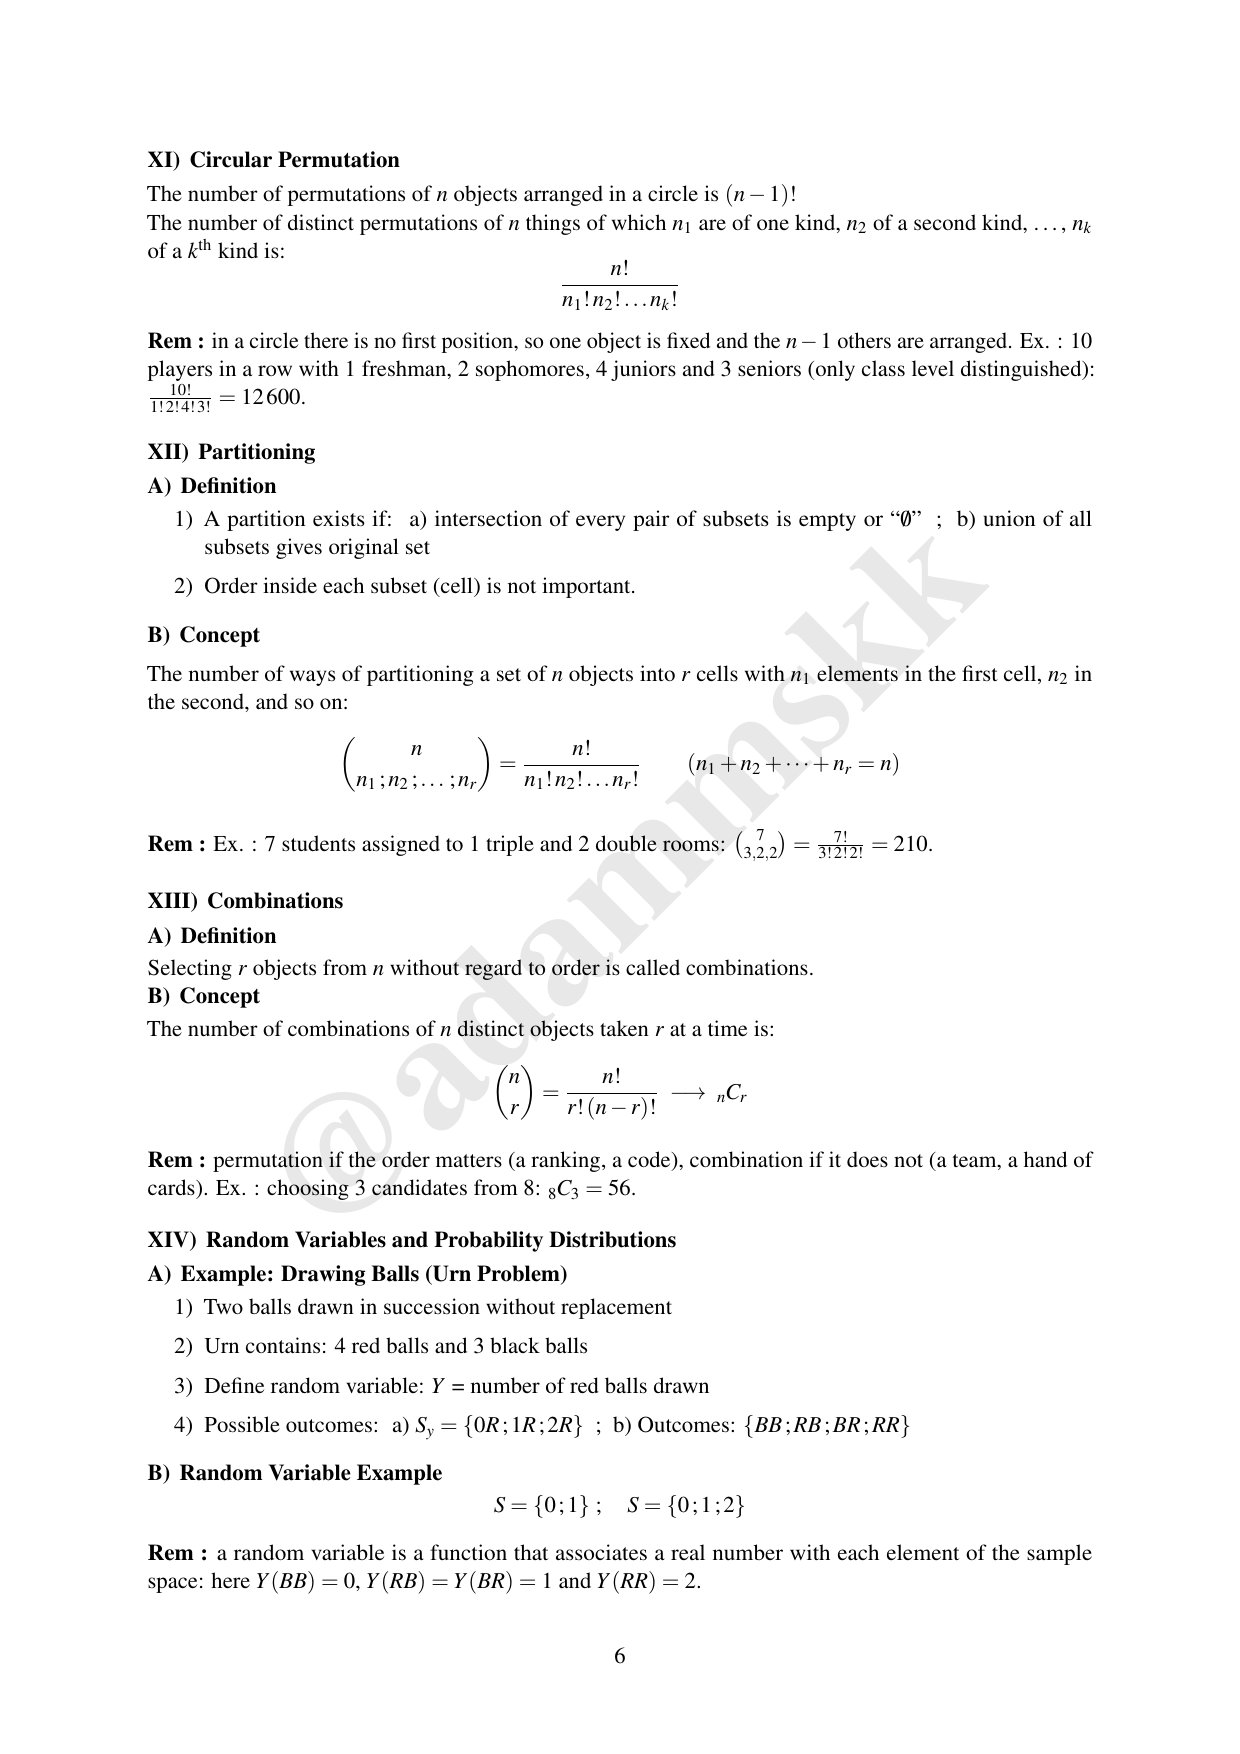 XI) Circular Permutation
The number of permutations of n objects arranged in a circle is (n − 1)!
The number of distinct permutations of n things of which n₁ are of one kind, n₂ of a second kind, …, nₖ
of a kᵗʰ kind is:
n!
n₁! n₂! … nₖ!
Rem : in a circle there is no first position, so one object is fixed and the n − 1 others are arranged. Ex. : 10
players in a row with 1 freshman, 2 sophomores, 4 juniors and 3 seniors (only class level distinguished):
10!/(1! 2! 4! 3!) = 12 600.
XII) Partitioning
A) Definition
1) A partition exists if: a) intersection of every pair of subsets is empty or “∅” ; b) union of all
subsets gives original set
2) Order inside each subset (cell) is not important.
B) Concept
The number of ways of partitioning a set of n objects into r cells with n₁ elements in the first cell, n₂ in
the second, and so on:
(n / n₁ ; n₂ ; … ; nᵣ) = n!/(n₁! n₂! … nᵣ!) (n₁ + n₂ + ⋯ + nᵣ = n)
Rem : Ex. : 7 students assigned to 1 triple and 2 double rooms: (7 / 3,2,2) = 7!/(3! 2! 2!) = 210.
XIII) Combinations
A) Definition
Selecting r objects from n without regard to order is called combinations.
B) Concept
The number of combinations of n distinct objects taken r at a time is:
(n / r) = n!/(r! (n − r)!) ⟶ ₙCᵣ
Rem : permutation if the order matters (a ranking, a code), combination if it does not (a team, a hand of
cards). Ex. : choosing 3 candidates from 8: ₈C₃ = 56.
XIV) Random Variables and Probability Distributions
A) Example: Drawing Balls (Urn Problem)
1) Two balls drawn in succession without replacement
2) Urn contains: 4 red balls and 3 black balls
3) Define random variable: Y = number of red balls drawn
4) Possible outcomes: a) S_y = {0R ; 1R ; 2R} ; b) Outcomes: {BB ; RB ; BR ; RR}
B) Random Variable Example
S = {0 ; 1} ; S = {0 ; 1 ; 2}
Rem : a random variable is a function that associates a real number with each element of the sample
space: here Y(BB) = 0, Y(RB) = Y(BR) = 1 and Y(RR) = 2.
6
@adammskk